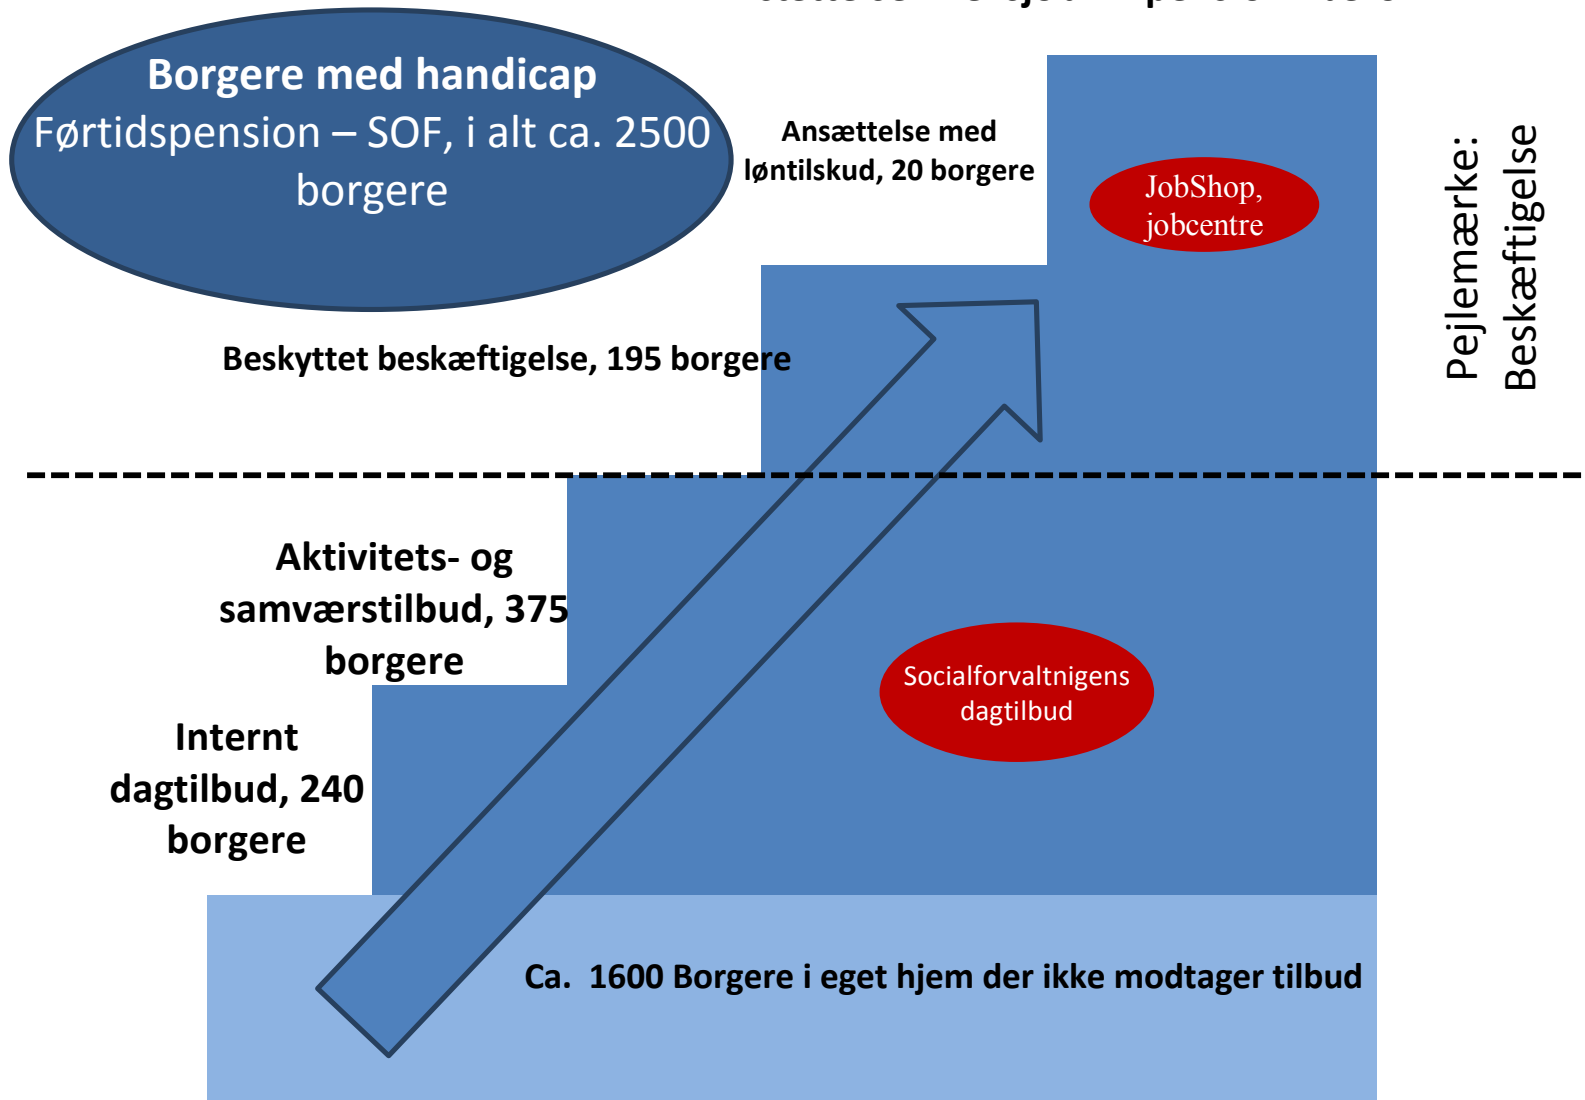 Borgere med handicap
Førtidspension – SOF, i alt ca. 2500
borgere
Ansættelse med
løntilskud, 20 borgere
JobShop,
jobcentre
Pejlemærke:
Beskæftigelse
Beskyttet beskæftigelse, 195 borgere
Aktivitets- og
samværstilbud, 375
borgere
Socialforvaltnigens
dagtilbud
Internt
dagtilbud, 240
borgere
Ca. 1600 Borgere i eget hjem der ikke modtager tilbud